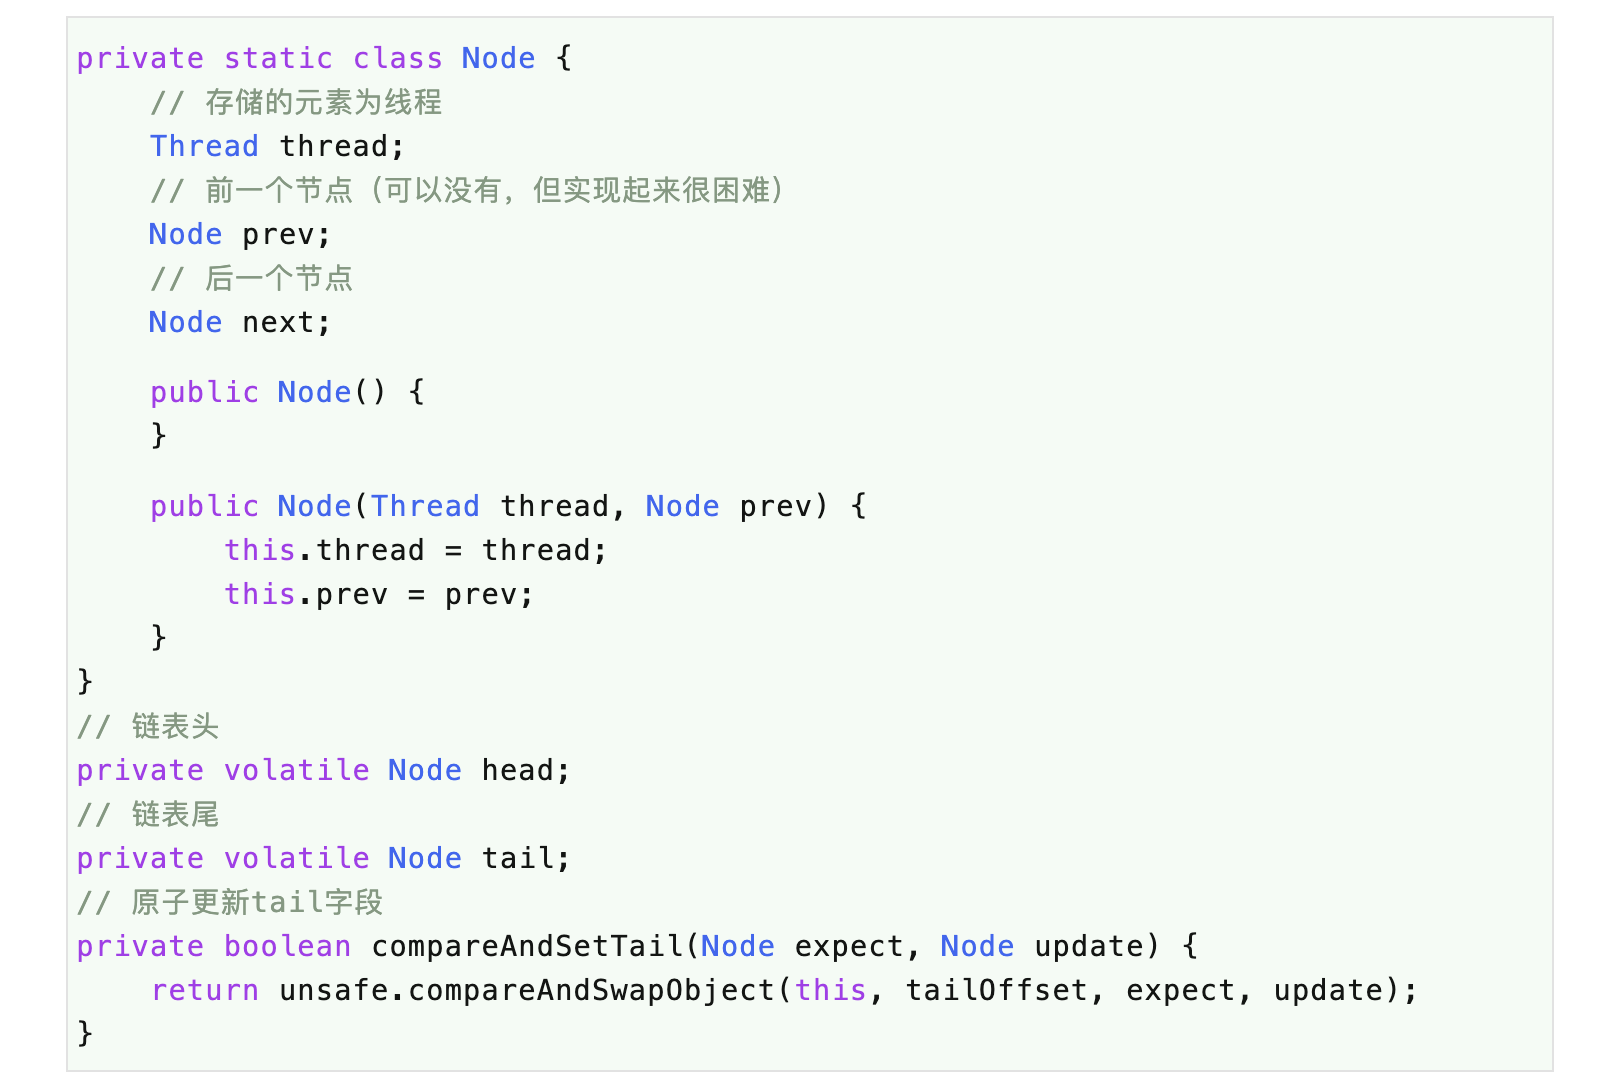 private static class Node {
    // 存储的元素为线程
    Thread thread;
    // 前一个节点（可以没有，但实现起来很困难）
    Node prev;
    // 后一个节点
    Node next;

    public Node() {
    }

    public Node(Thread thread, Node prev) {
        this.thread = thread;
        this.prev = prev;
    }
}
// 链表头
private volatile Node head;
// 链表尾
private volatile Node tail;
// 原子更新tail字段
private boolean compareAndSetTail(Node expect, Node update) {
    return unsafe.compareAndSwapObject(this, tailOffset, expect, update);
}